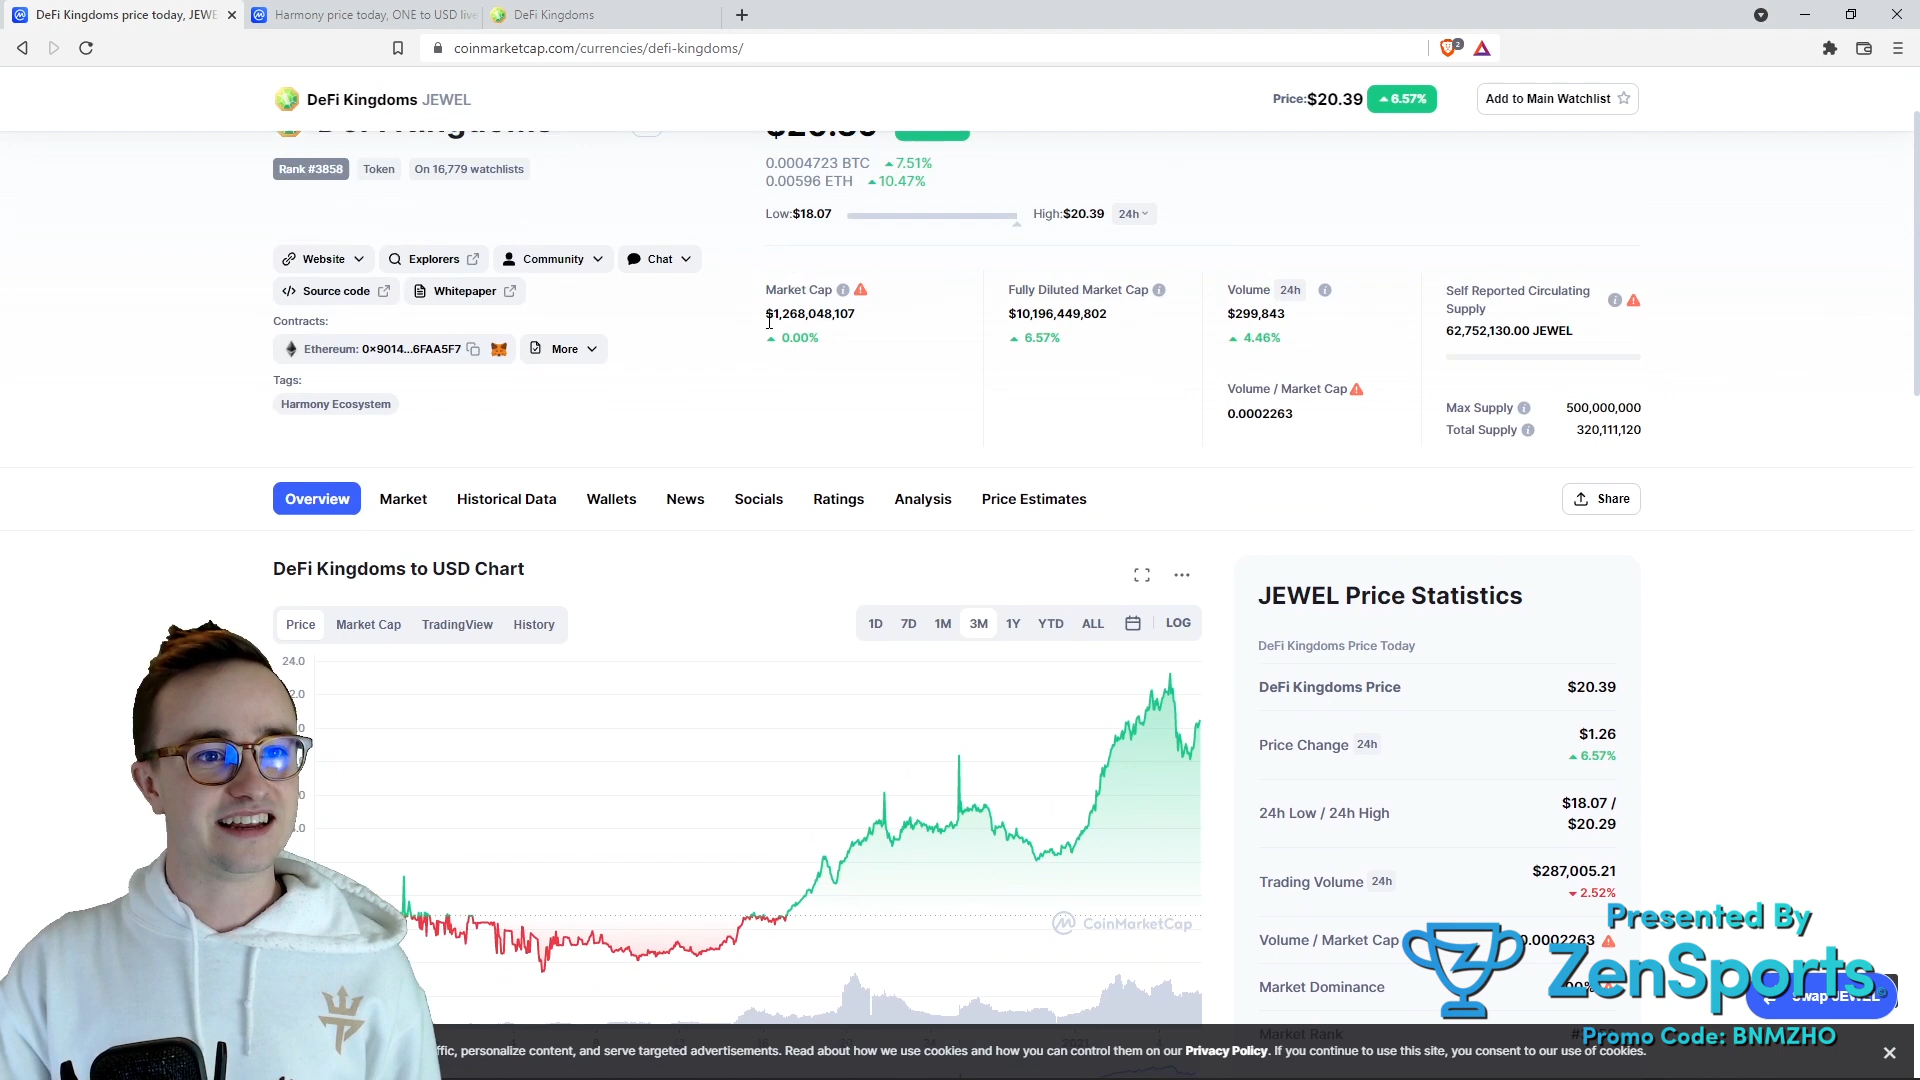 DeFi Kingdoms price today, JEWE
Harmony price today, ONE to USD live
DeFi Kingdoms
coinmarketcap.com/currencies/defi-kingdoms/
2
DeFi Kingdoms JEWEL
Price:$20.39
6.57%
Add to Main Watchlist
DeFi Kingdoms
$20.39
Rank #3858
Token
On 16,779 watchlists
0.0004723 BTC
7.51%
0.00596 ETH
10.47%
Low:$18.07
High:$20.39
24h
Website
Explorers
Community
Chat
Source code
Whitepaper
Contracts:
Ethereum: 0x9014...6FAA5F7
More
Tags:
Harmony Ecosystem
Market Cap
$1,268,048,107
0.00%
Fully Diluted Market Cap
$10,196,449,802
6.57%
Volume 24h
$299,843
4.46%
Volume / Market Cap
0.0002263
Self Reported Circulating
Supply
62,752,130.00 JEWEL
Max Supply
500,000,000
Total Supply
320,111,120
Overview
Market
Historical Data
Wallets
News
Socials
Ratings
Analysis
Price Estimates
Share
DeFi Kingdoms to USD Chart
Price
Market Cap
TradingView
History
1D
7D
1M
3M
1Y
YTD
ALL
LOG
24.0
CoinMarketCap
JEWEL Price Statistics
DeFi Kingdoms Price Today
DeFi Kingdoms Price
$20.39
Price Change 24h
$1.26
6.57%
24h Low / 24h High
$18.07 /
$20.29
Trading Volume 24h
$287,005.21
2.52%
Volume / Market Cap
0.0002263
Market Dominance
Market Rank
Swap JEWEL
Presented By
ZenSports
Promo Code: BNMZHO
ffic, personalize content, and serve targeted advertisements. Read about how we use cookies and how you can control them on our Privacy Policy. If you continue to use this site, you consent to our use of cookies.